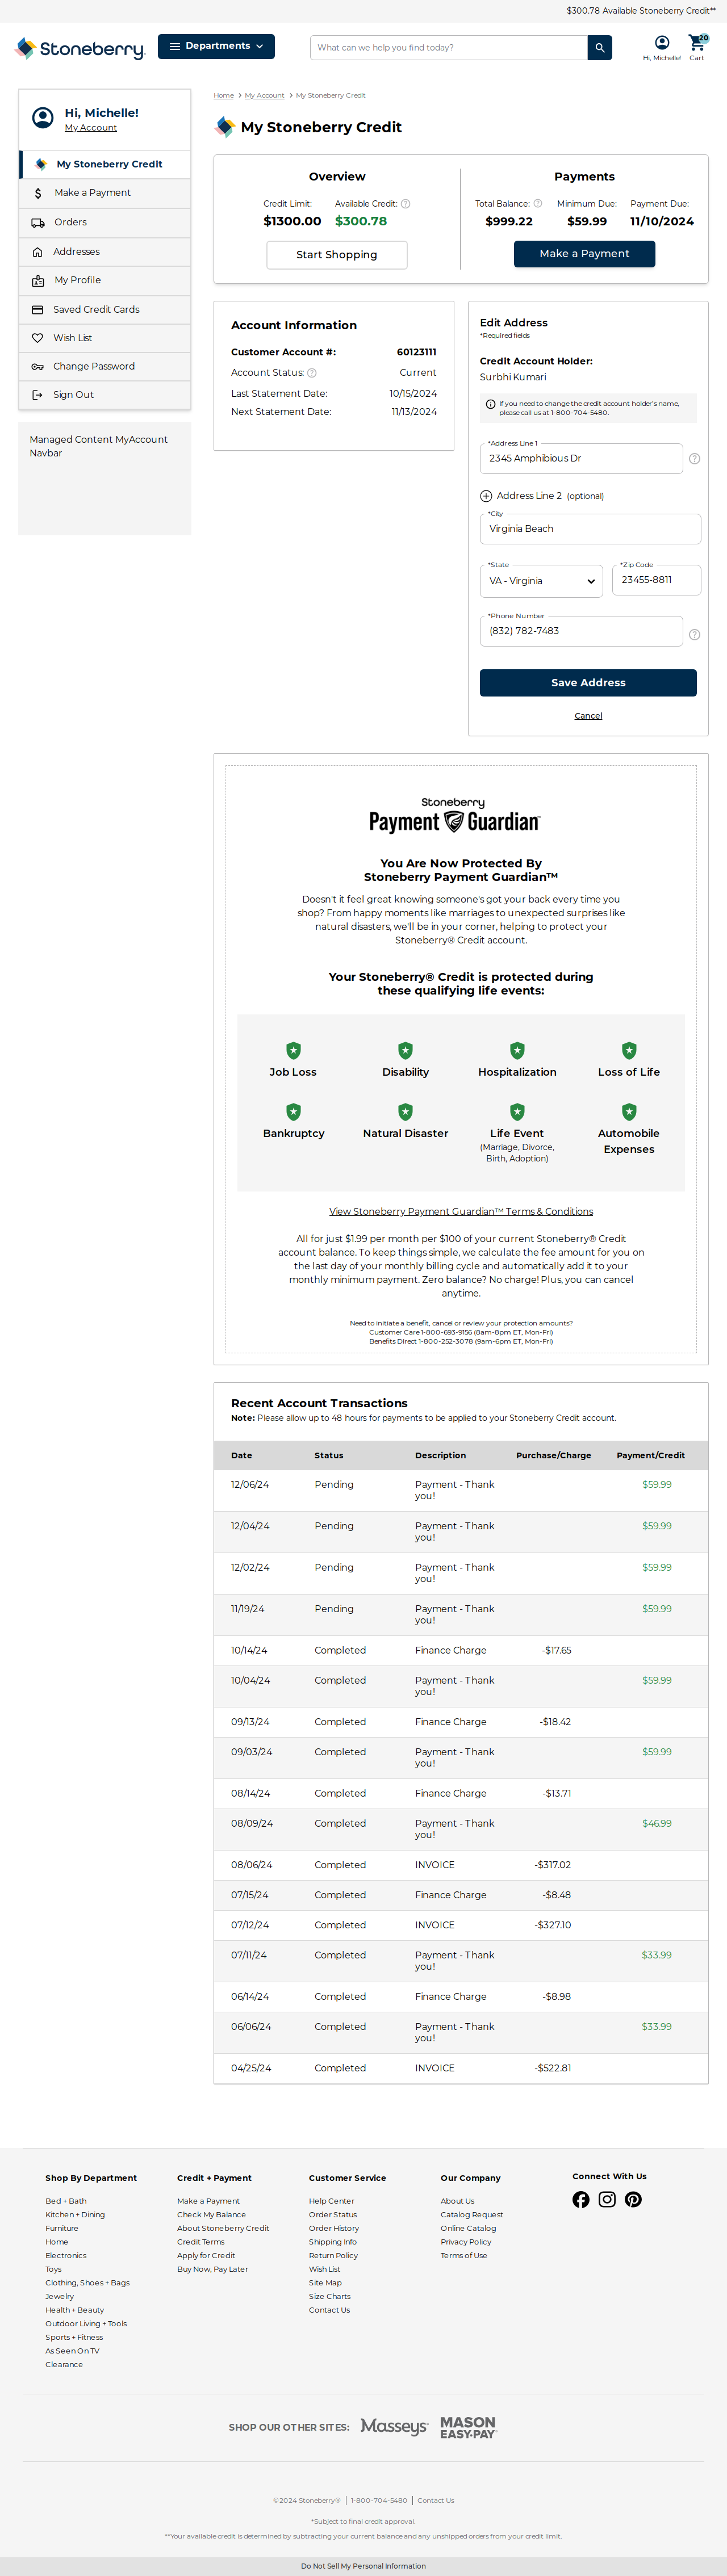 $300.78 Available Stoneberry Credit**
Stoneberry.
Departments
What can we help you find today?
Hi, Michelle!
20
Cart
Hi, Michelle!
My Account
My Stoneberry Credit
Make a Payment
Orders
Addresses
My Profile
Saved Credit Cards
Wish List
Change Password
Sign Out
Managed Content MyAccount
Navbar
Home > My Account > My Stoneberry Credit
My Stoneberry Credit
Overview
Credit Limit:
$1300.00
Available Credit:
$300.78
Start Shopping
Payments
Total Balance:
$999.22
Minimum Due:
$59.99
Payment Due:
11/10/2024
Make a Payment
Account Information
Customer Account #: 60123111
Account Status: Current
Last Statement Date: 10/15/2024
Next Statement Date: 11/13/2024
Edit Address
*Required fields
Credit Account Holder:
Surbhi Kumari
If you need to change the credit account holder's name,
please call us at 1-800-704-5480.
*Address Line 1
2345 Amphibious Dr
Address Line 2 (optional)
*City
Virginia Beach
*State
VA - Virginia
*Zip Code
23455-8811
*Phone Number
(832) 782-7483
Save Address
Cancel
Stoneberry
Payment Guardian™
You Are Now Protected By
Stoneberry Payment Guardian™
Doesn't it feel great knowing someone's got your back every time you
shop? From happy moments like marriages to unexpected surprises like
natural disasters, we'll be in your corner, helping to protect your
Stoneberry® Credit account.
Your Stoneberry® Credit is protected during
these qualifying life events:
Job Loss
Disability
Hospitalization
Loss of Life
Bankruptcy
Natural Disaster
Life Event
(Marriage, Divorce,
Birth, Adoption)
Automobile
Expenses
View Stoneberry Payment Guardian™ Terms & Conditions
All for just $1.99 per month per $100 of your current Stoneberry® Credit
account balance. To keep things simple, we calculate the fee amount for you on
the last day of your monthly billing cycle and automatically add it to your
monthly minimum payment. Zero balance? No charge! Plus, you can cancel
anytime.
Need to initiate a benefit, cancel or review your protection amounts?
Customer Care 1-800-693-9156 (8am-8pm ET, Mon-Fri)
Benefits Direct 1-800-252-3078 (9am-6pm ET, Mon-Fri)
Recent Account Transactions
Note: Please allow up to 48 hours for payments to be applied to your Stoneberry Credit account.
Date Status Description Purchase/Charge Payment/Credit
12/06/24 Pending Payment - Thank you! $59.99
12/04/24 Pending Payment - Thank you! $59.99
12/02/24 Pending Payment - Thank you! $59.99
11/19/24 Pending Payment - Thank you! $59.99
10/14/24 Completed Finance Charge -$17.65
10/04/24 Completed Payment - Thank you! $59.99
09/13/24 Completed Finance Charge -$18.42
09/03/24 Completed Payment - Thank you! $59.99
08/14/24 Completed Finance Charge -$13.71
08/09/24 Completed Payment - Thank you! $46.99
08/06/24 Completed INVOICE -$317.02
07/15/24 Completed Finance Charge -$8.48
07/12/24 Completed INVOICE -$327.10
07/11/24 Completed Payment - Thank you! $33.99
06/14/24 Completed Finance Charge -$8.98
06/06/24 Completed Payment - Thank you! $33.99
04/25/24 Completed INVOICE -$522.81
Shop By Department
Bed + Bath
Kitchen + Dining
Furniture
Home
Electronics
Toys
Clothing, Shoes + Bags
Jewelry
Health + Beauty
Outdoor Living + Tools
Sports + Fitness
As Seen On TV
Clearance
Credit + Payment
Make a Payment
Check My Balance
About Stoneberry Credit
Credit Terms
Apply for Credit
Buy Now, Pay Later
Customer Service
Help Center
Order Status
Order History
Shipping Info
Return Policy
Wish List
Site Map
Size Charts
Contact Us
Our Company
About Us
Catalog Request
Online Catalog
Privacy Policy
Terms of Use
Connect With Us
SHOP OUR OTHER SITES: Masseys MASON EASY·PAY
©2024 Stoneberry® | 1-800-704-5480 | Contact Us
*Subject to final credit approval.
**Your available credit is determined by subtracting your current balance and any unshipped orders from your credit limit.
Do Not Sell My Personal Information